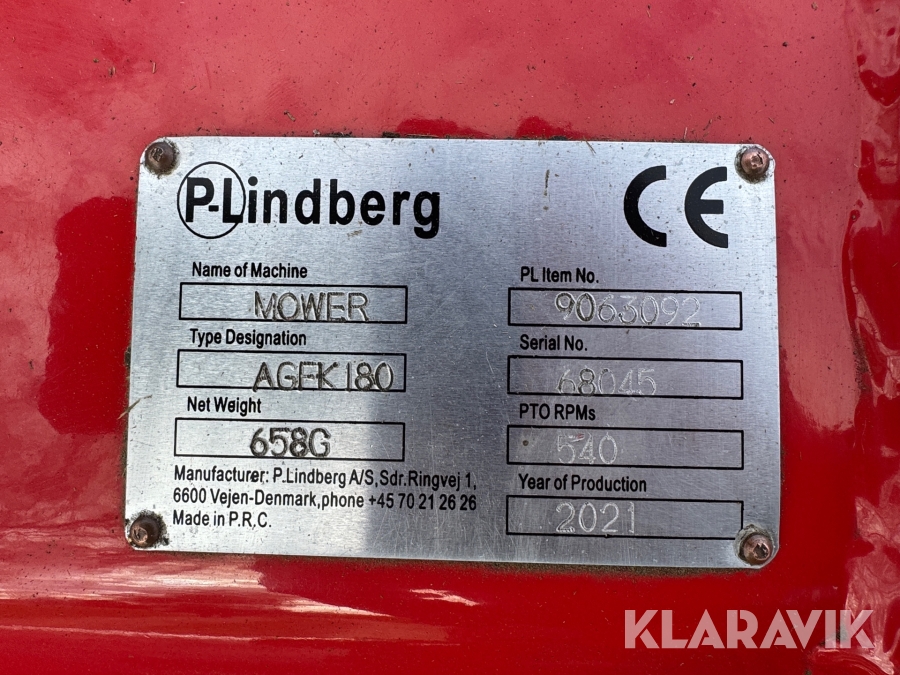 P-Lindberg
CE
Name of Machine
MOWER
PL Item No.
9063092
Type Designation
AGFK180
Serial No.
68045
Net Weight
658G
PTO RPMs
540
Manufacturer: P.Lindberg A/S,Sdr.Ringvej 1,
6600 Vejen-Denmark,phone +45 70 21 26 26
Made in P.R.C.
Year of Production
2021
KLARAVIK